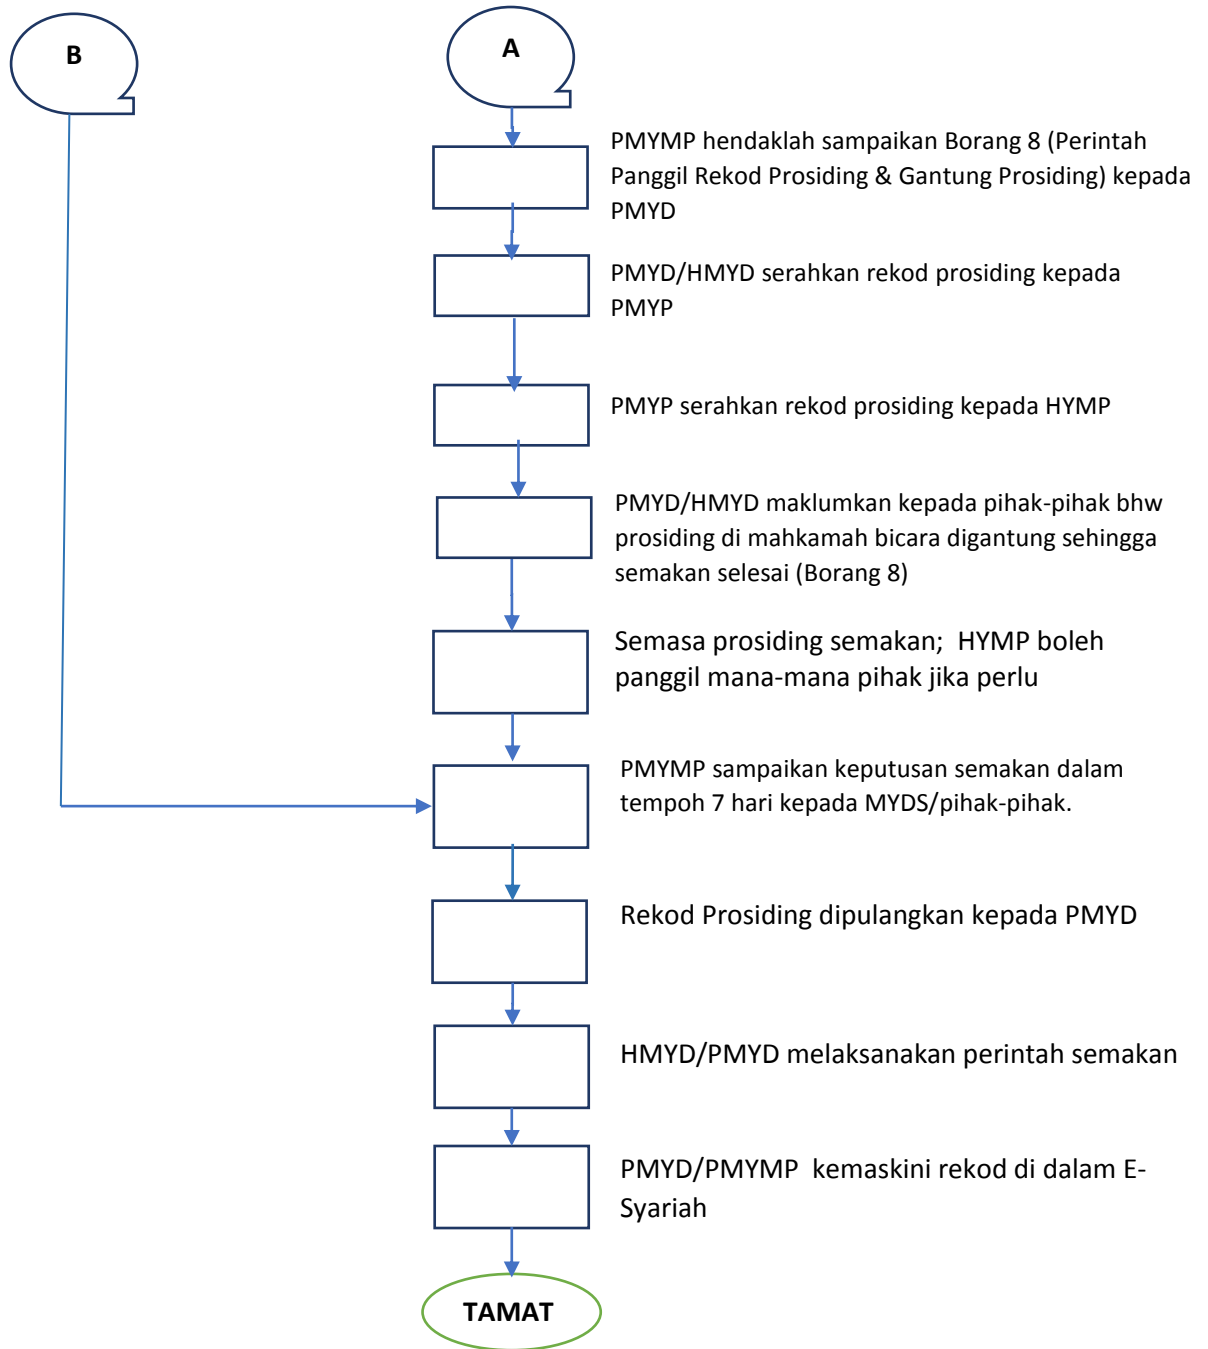 B
A
PMYMP hendaklah sampaikan Borang 8 (Perintah
Panggil Rekod Prosiding & Gantung Prosiding) kepada
PMYD
PMYD/HMYD serahkan rekod prosiding kepada
PMYP
PMYP serahkan rekod prosiding kepada HYMP
PMYD/HMYD maklumkan kepada pihak-pihak bhw
prosiding di mahkamah bicara digantung sehingga
semakan selesai (Borang 8)
Semasa prosiding semakan;  HYMP boleh
panggil mana-mana pihak jika perlu
PMYMP sampaikan keputusan semakan dalam
tempoh 7 hari kepada MYDS/pihak-pihak.
Rekod Prosiding dipulangkan kepada PMYD
HMYD/PMYD melaksanakan perintah semakan
PMYD/PMYMP  kemaskini rekod di dalam E-
Syariah
TAMAT